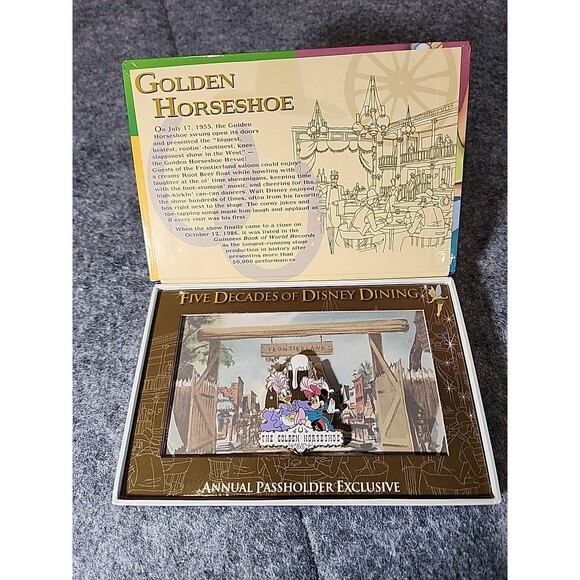 GOLDEN
HORSESHOE
On July 17, 1955, the Golden
Horseshoe swung open its doors
and presented the "biggest,
bestest, rootin'-tootinest, knee-
slappinest show in the West" —
the Golden Horseshoe Revue!
Guests of the Frontierland saloon could enjoy
a creamy Root Beer float while howling with
laughter at the ol' time shenanigans, keeping time
with the foot-stompin' music, and cheering for the
high-kickin' can-can dancers. Walt Disney enjoyed
the show hundreds of times, often from his favorite
box right next to the stage. The corny jokes and
toe-tapping songs made him laugh and applaud as
if every visit was his first.
When the show finally came to a close on
October 12, 1986, it was listed in the
Guinness Book of World Records
as the longest-running stage
production in history after
presenting more than
50,000 performances.
FIVE DECADES OF DISNEY DINING
FRONTIERLAND
THE GOLDEN HORSESHOE
ANNUAL PASSHOLDER EXCLUSIVE